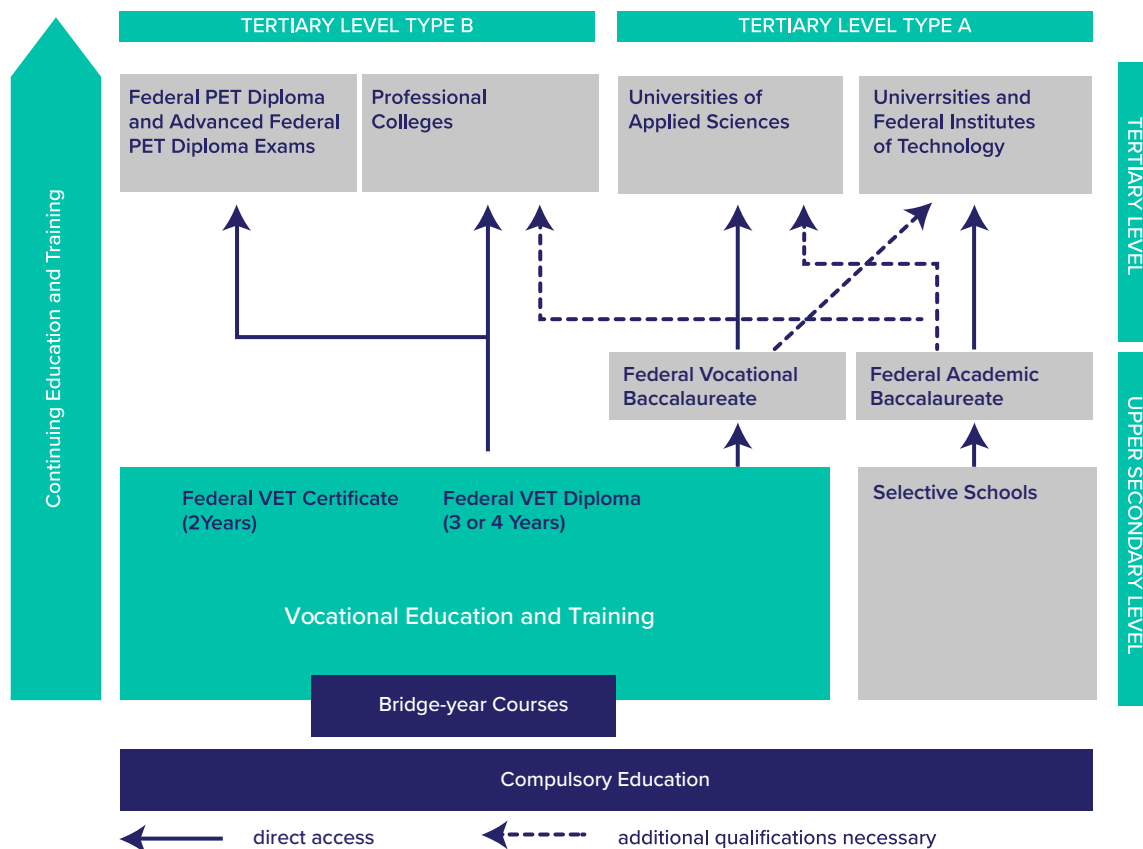 TERTIARY LEVEL TYPE B
TERTIARY LEVEL TYPE A
Federal PET Diploma
and Advanced Federal
PET Diploma Exams
Professional
Colleges
Universities of
Applied Sciences
Univerrsities and
Federal Institutes
of Technology
TERTIARY LEVEL
Continuing Education and Training
Federal Vocational
Baccalaureate
Federal Academic
Baccalaureate
UPPER SECONDARY LEVEL
Federal VET Certificate
(2Years)
Federal VET Diploma
(3 or 4 Years)
Selective Schools
Vocational Education and Training
Bridge-year Courses
Compulsory Education
direct access
additional qualifications necessary